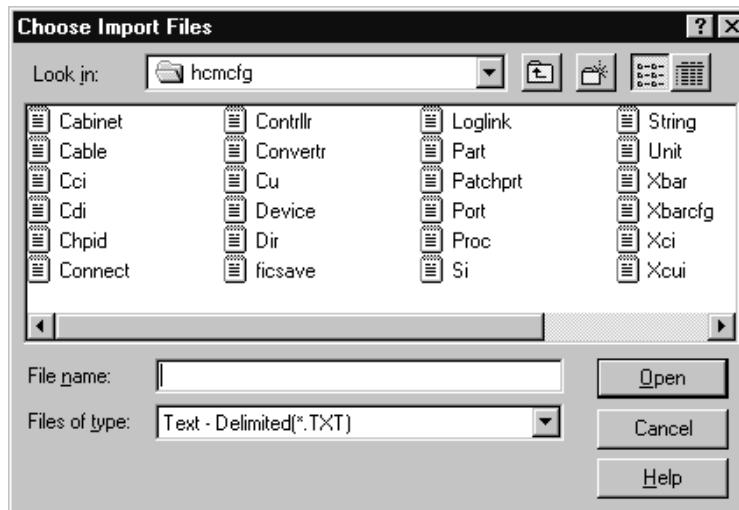 Choose Import Files
Look in: hcmcfg
Cabinet Contrllr Loglink String
Cable Convertr Part Unit
Cci Cu Patchprt Xbar
Cdi Device Port Xbarcfg
Chpid Dir Proc Xci
Connect ficsave Si Xcui
File name: Open
Files of type: Text - Delimited(*.TXT) Cancel
Help